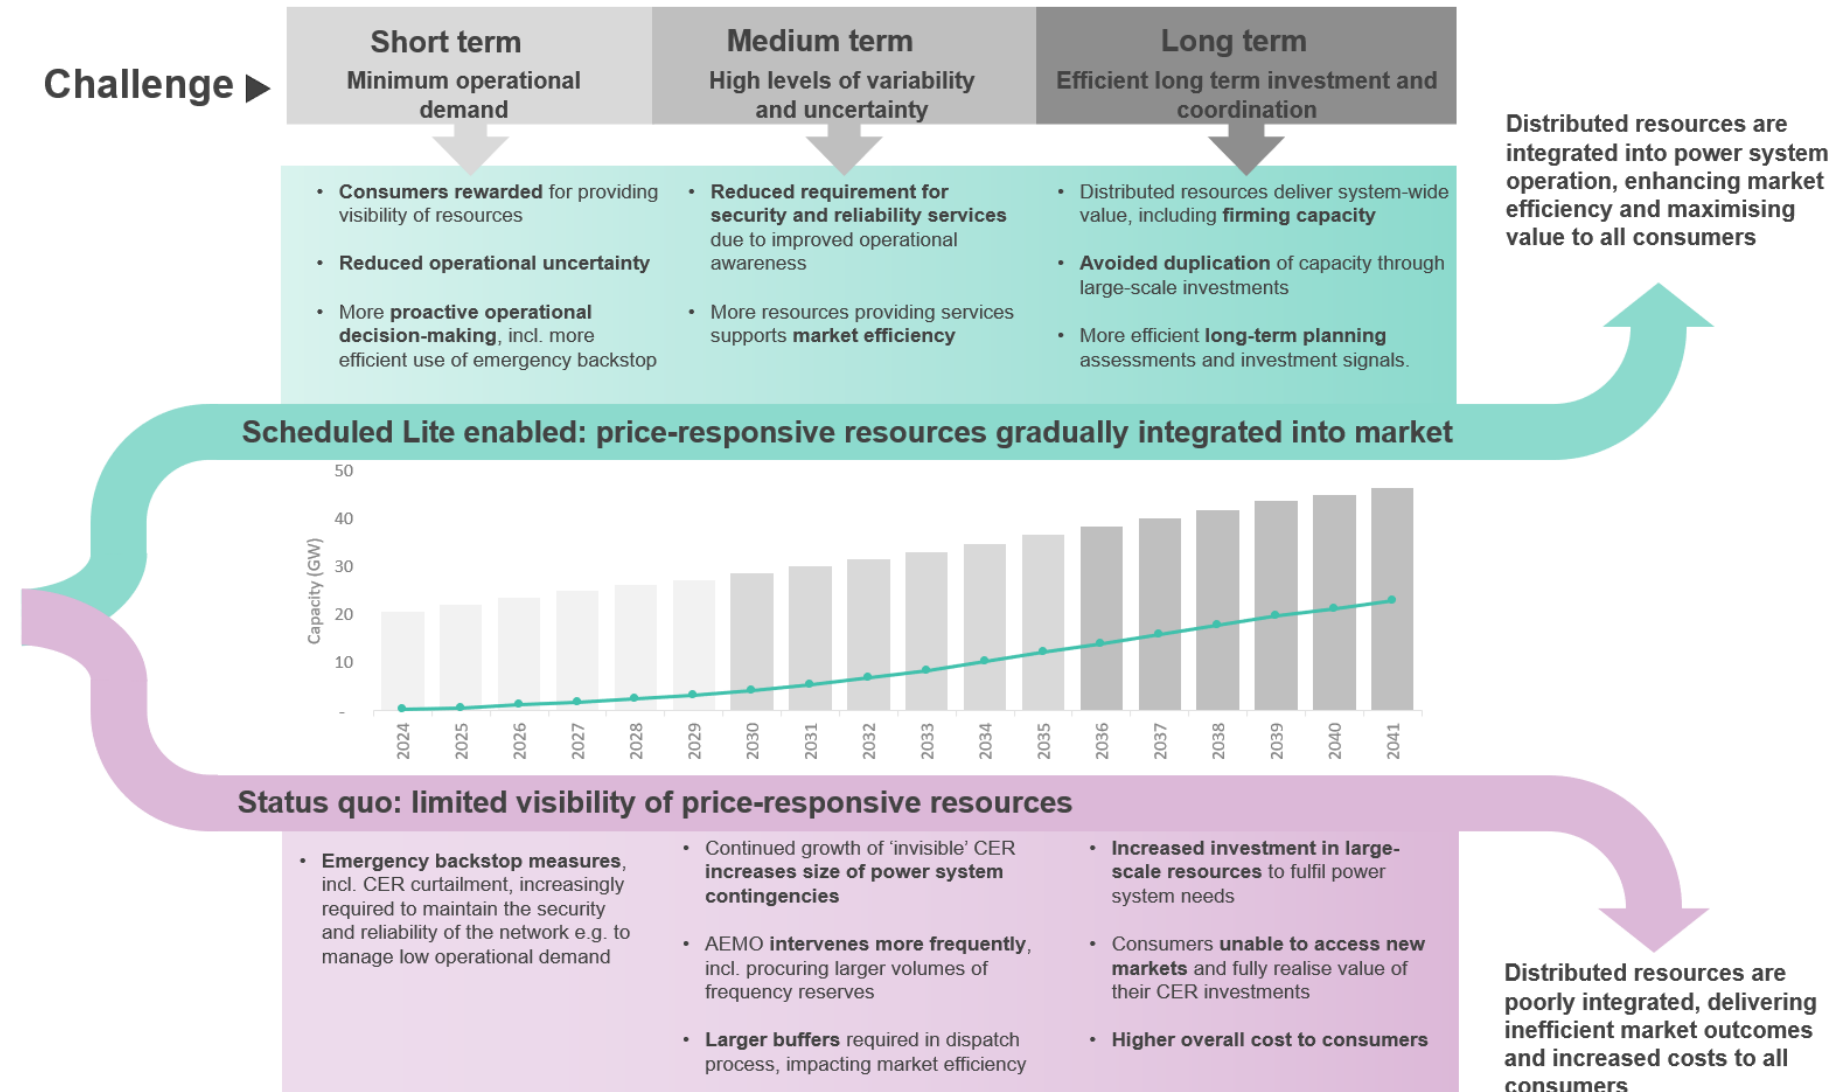 Challenge
Short term
Minimum operational
demand
Medium term
High levels of variability
and uncertainty
Long term
Efficient long term investment and
coordination
• Consumers rewarded for providing
visibility of resources
• Reduced operational uncertainty
• More proactive operational
decision-making, incl. more
efficient use of emergency backstop
• Reduced requirement for
security and reliability services
due to improved operational
awareness
• More resources providing services
supports market efficiency
• Distributed resources deliver system-wide
value, including firming capacity
• Avoided duplication of capacity through
large-scale investments
• More efficient long-term planning
assessments and investment signals.
Distributed resources are
integrated into power system
operation, enhancing market
efficiency and maximising
value to all consumers
Scheduled Lite enabled: price-responsive resources gradually integrated into market
Capacity (GW)
50
40
30
20
10
-
2024
2025
2026
2027
2028
2029
2030
2031
2032
2033
2034
2035
2036
2037
2038
2039
2040
2041
Status quo: limited visibility of price-responsive resources
• Emergency backstop measures,
incl. CER curtailment, increasingly
required to maintain the security
and reliability of the network e.g. to
manage low operational demand
• Continued growth of ‘invisible’ CER
increases size of power system
contingencies
• AEMO intervenes more frequently,
incl. procuring larger volumes of
frequency reserves
• Larger buffers required in dispatch
process, impacting market efficiency
• Increased investment in large-
scale resources to fulfil power
system needs
• Consumers unable to access new
markets and fully realise value of
their CER investments
• Higher overall cost to consumers
Distributed resources are
poorly integrated, delivering
inefficient market outcomes
and increased costs to all
consumers